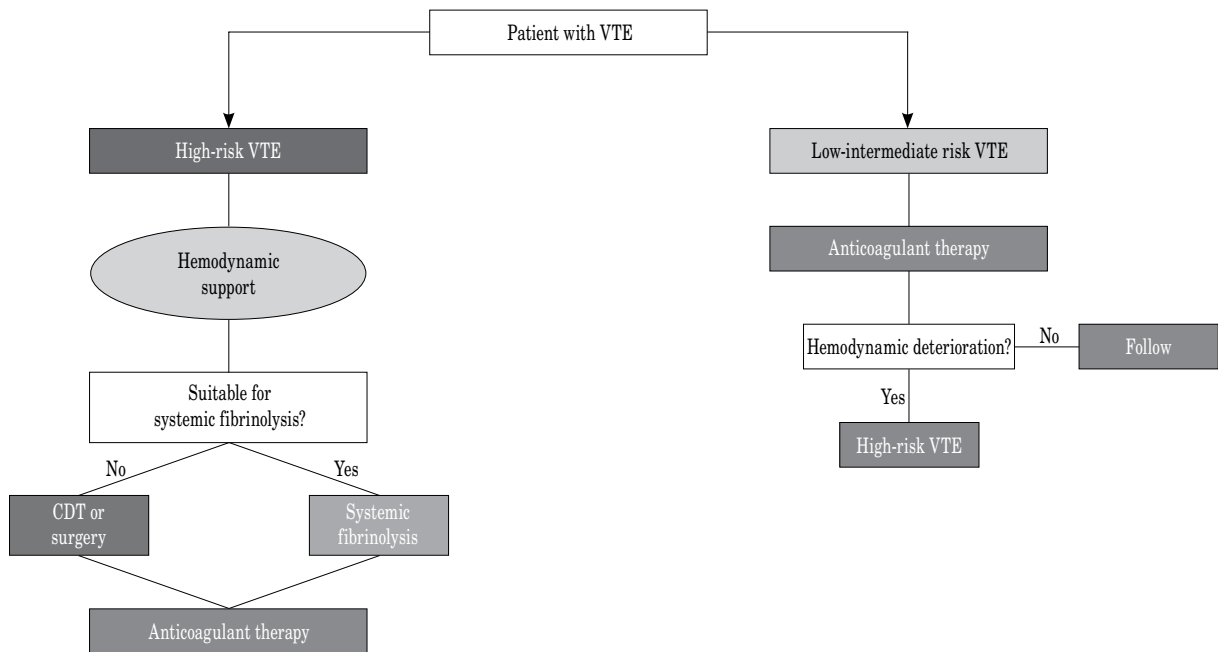 Patient with VTE
High-risk VTE
Hemodynamic
support
Suitable for
systemic fibrinolysis?
No
Yes
CDT or
surgery
Systemic
fibrinolysis
Anticoagulant therapy
Low-intermediate risk VTE
Anticoagulant therapy
Hemodynamic deterioration?
No
Follow
Yes
High-risk VTE